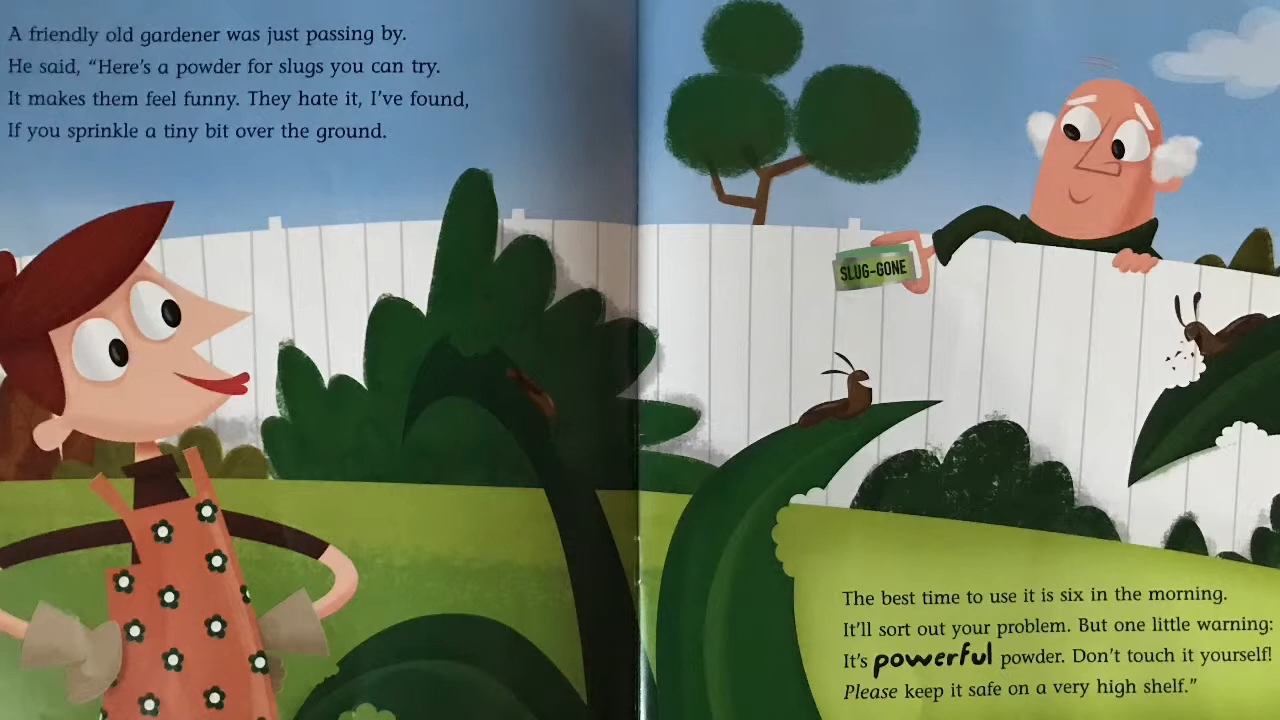 A friendly old gardener was just passing by.
He said, “Here’s a powder for slugs you can try.
It makes them feel funny. They hate it, I’ve found,
If you sprinkle a tiny bit over the ground.
SLUG-GONE
The best time to use it is six in the morning.
It’ll sort out your problem. But one little warning:
It’s powerful powder. Don’t touch it yourself!
Please keep it safe on a very high shelf.”